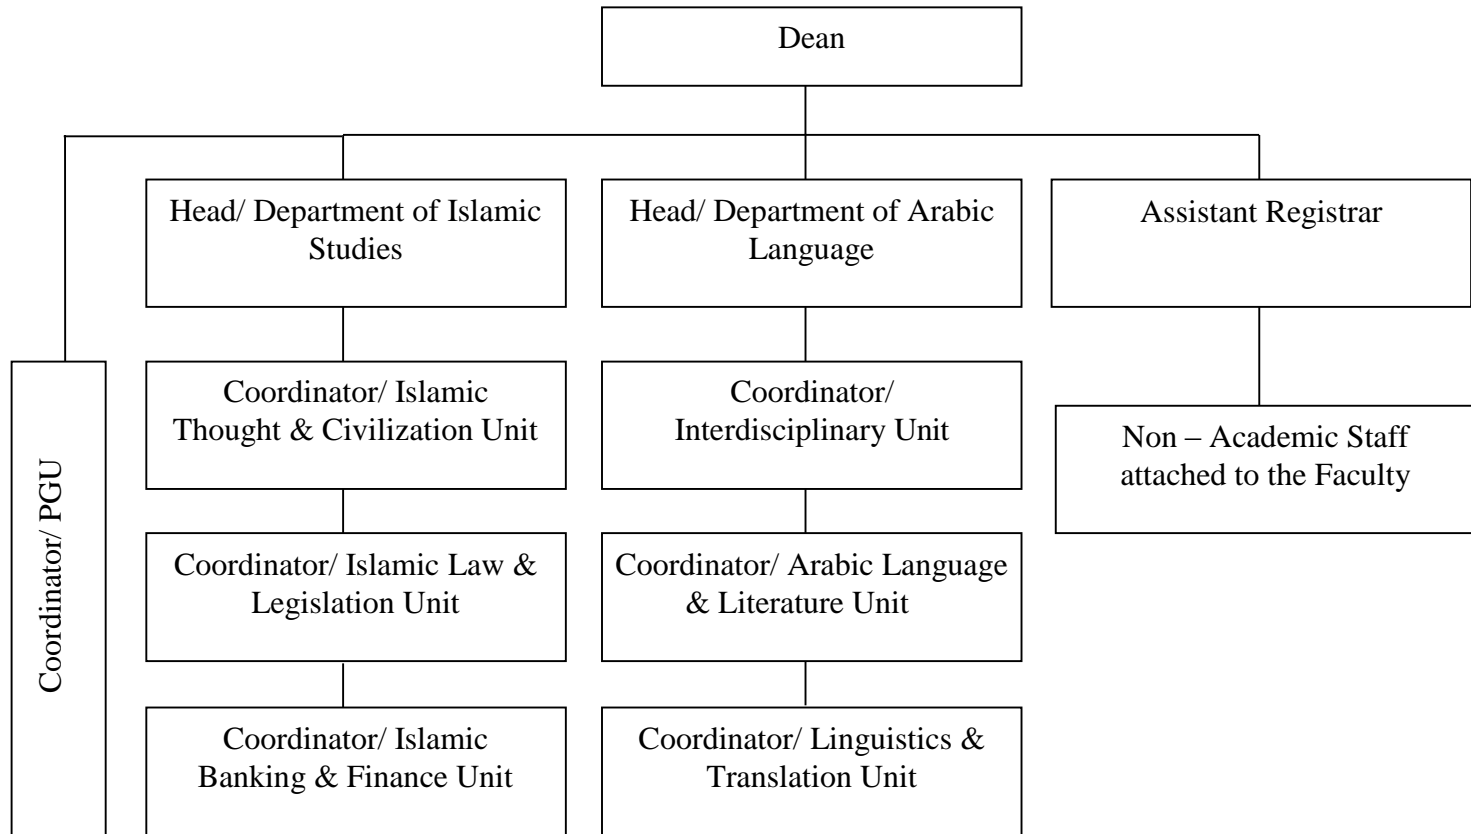 Dean
Head/ Department of Islamic
Studies
Head/ Department of Arabic
Language
Assistant Registrar
Coordinator/ PGU
Coordinator/ Islamic
Thought & Civilization Unit
Coordinator/
Interdisciplinary Unit
Non – Academic Staff
attached to the Faculty
Coordinator/ Islamic Law &
Legislation Unit
Coordinator/ Arabic Language
& Literature Unit
Coordinator/ Islamic
Banking & Finance Unit
Coordinator/ Linguistics &
Translation Unit